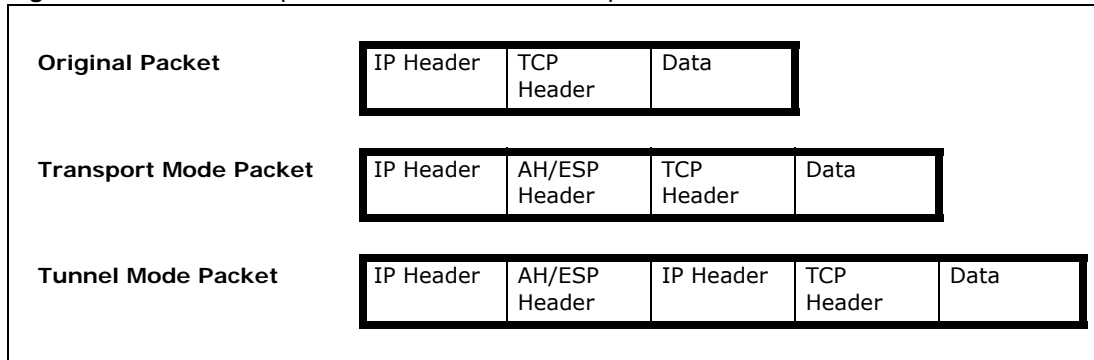 Original Packet IP Header TCP Header Data
Transport Mode Packet IP Header AH/ESP Header TCP Header Data
Tunnel Mode Packet IP Header AH/ESP Header IP Header TCP Header Data